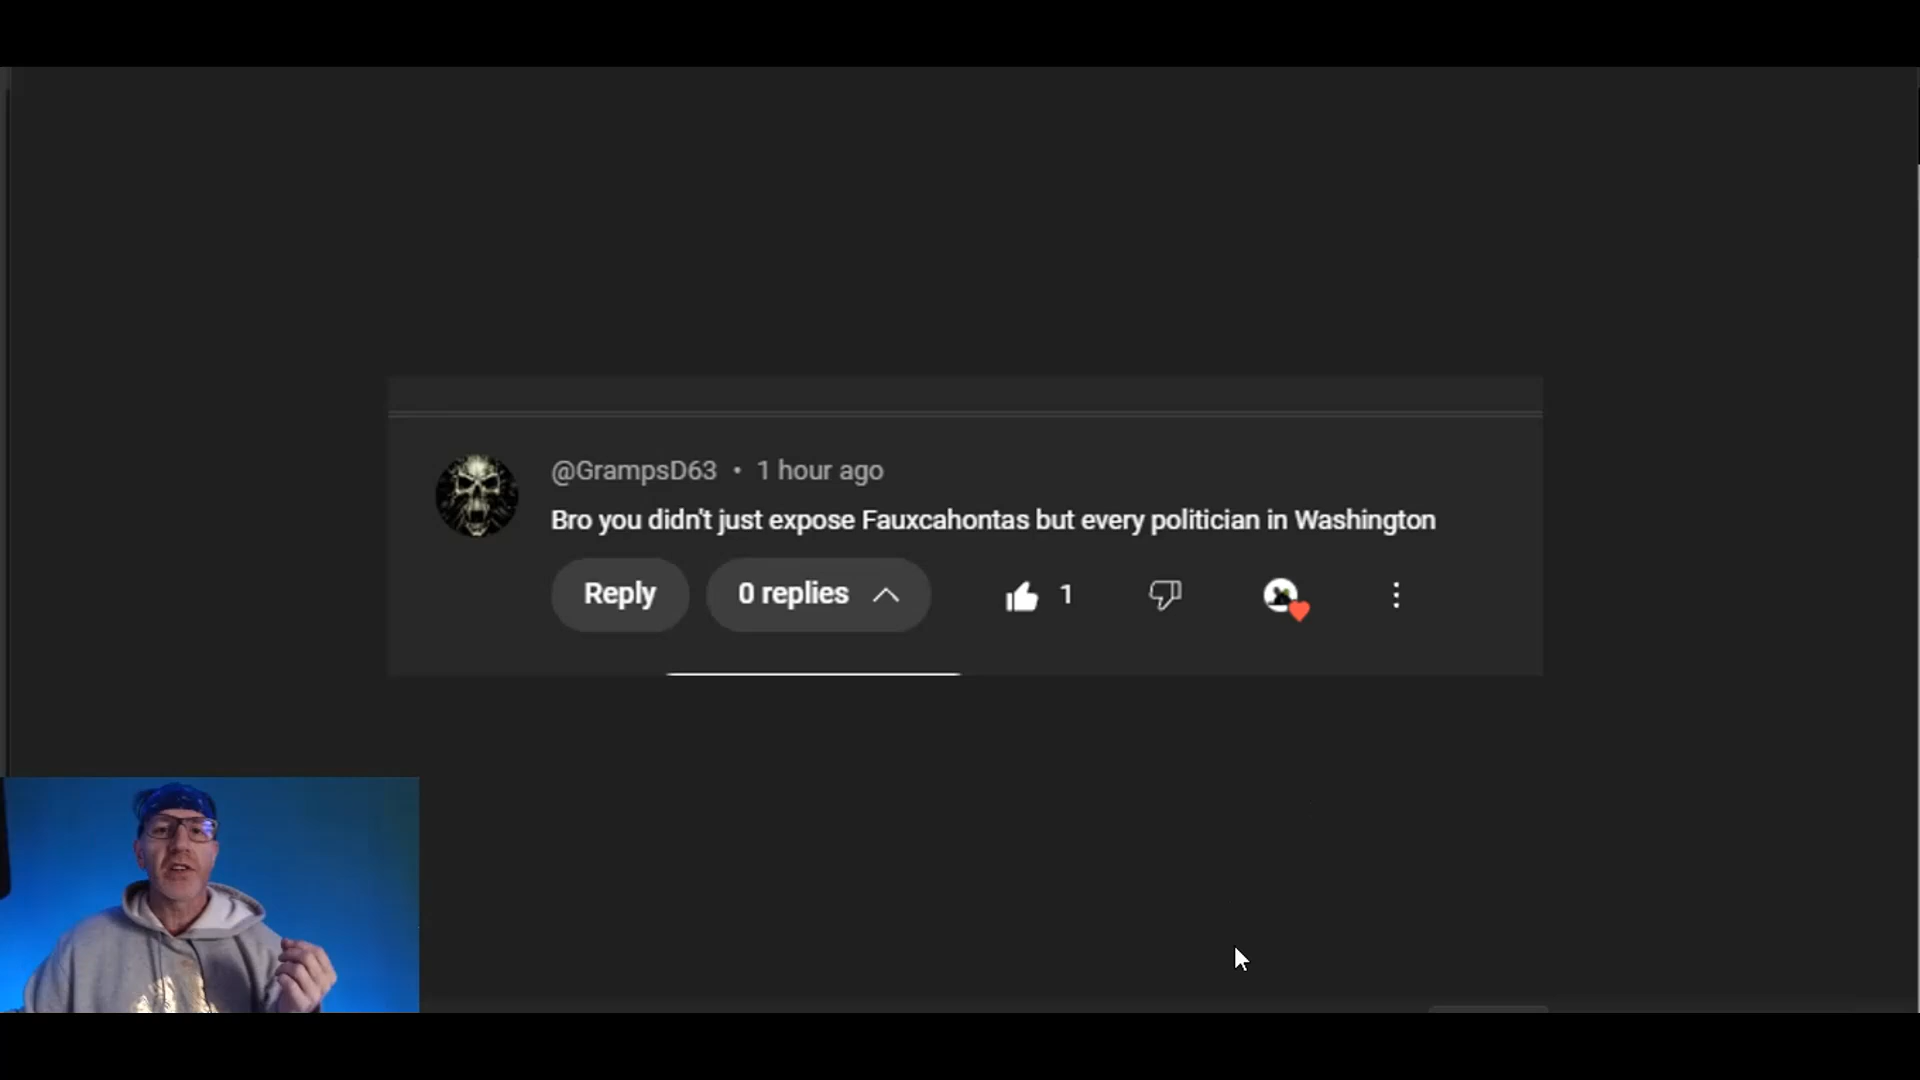 @GrampsD63 • 1 hour ago
Bro you didn't just expose Fauxcahontas but every politician in Washington
Reply 0 replies 1